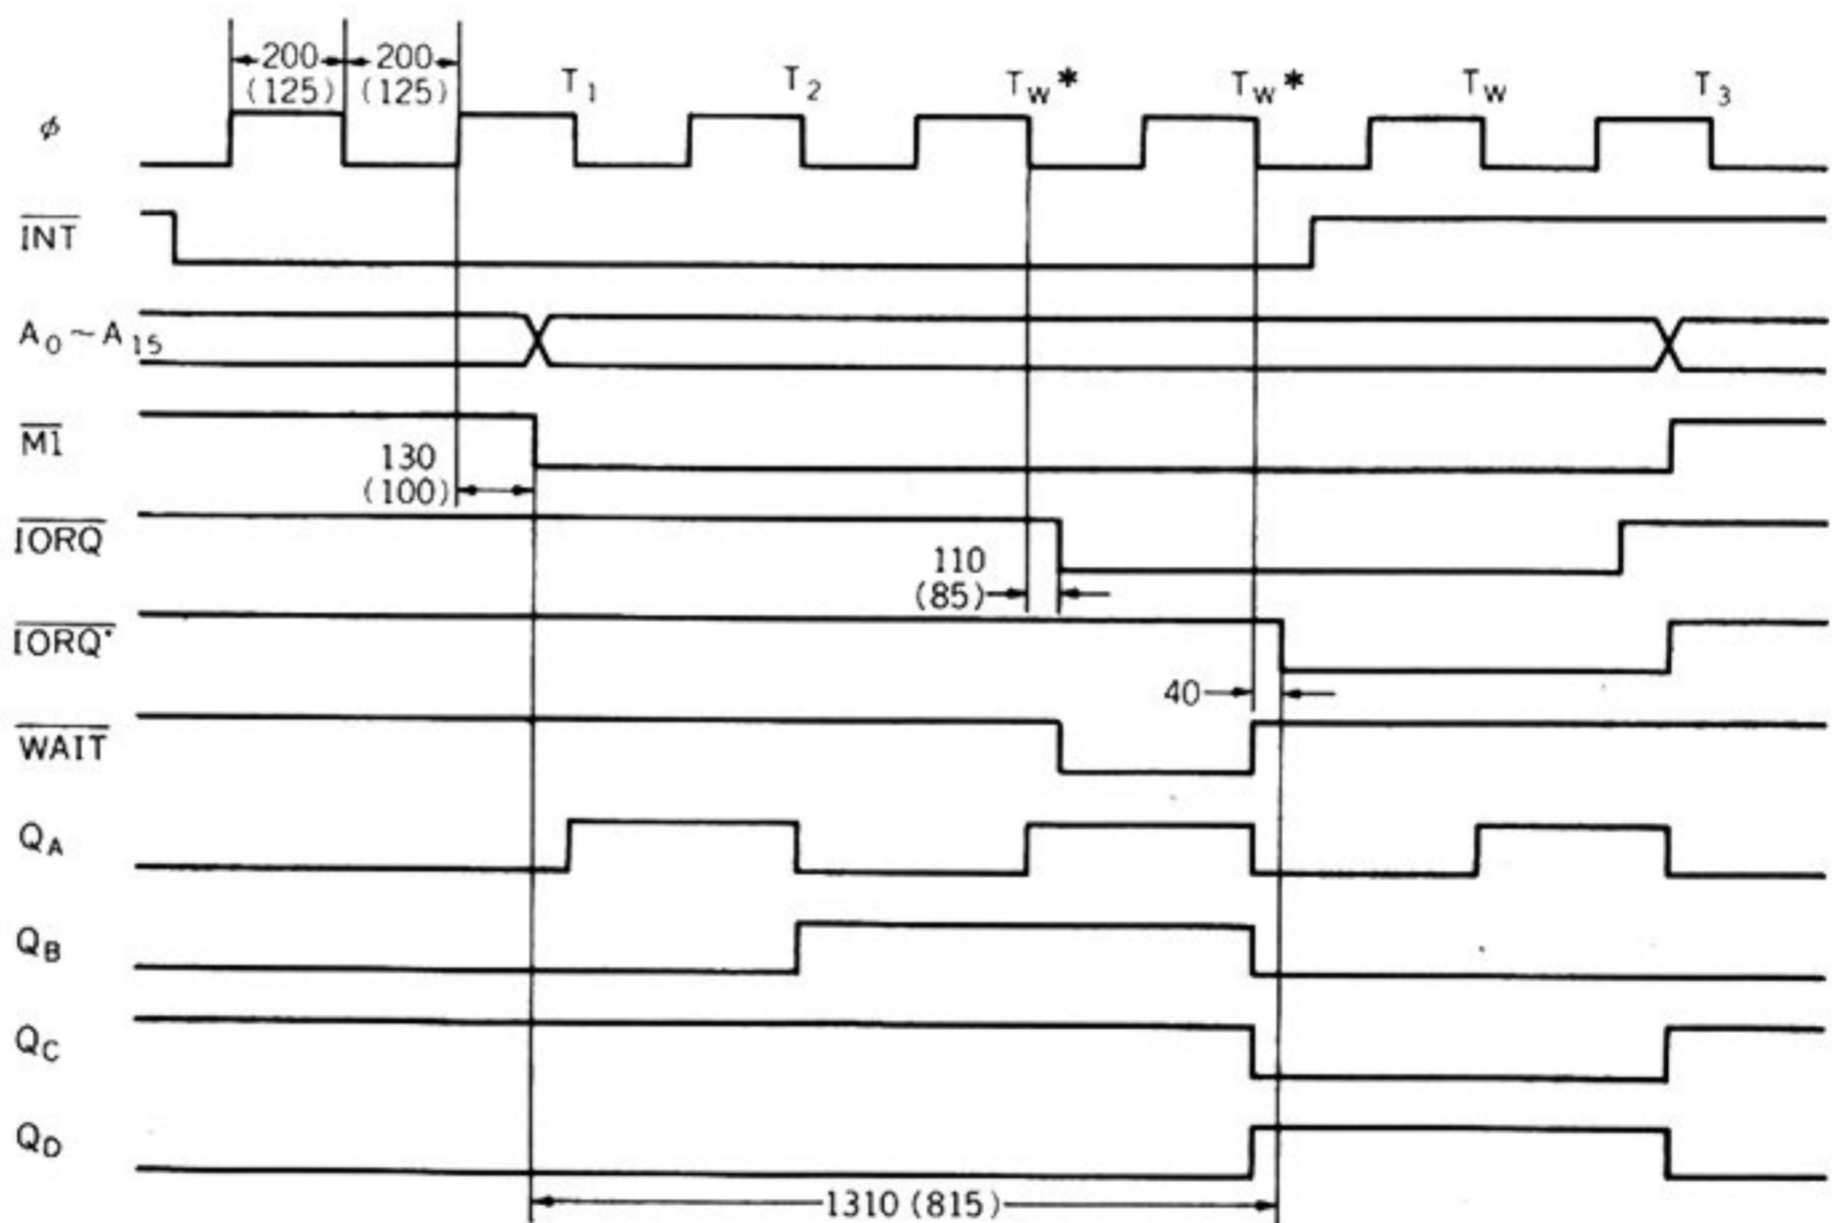 200 200 T1 T2 TW* TW* TW T3
(125) (125)
φ
INT
A0~A15
M1
130
(100)
IORQ
110
(85)
IORQ*
40
WAIT
QA
QB
QC
QD
1310 (815)